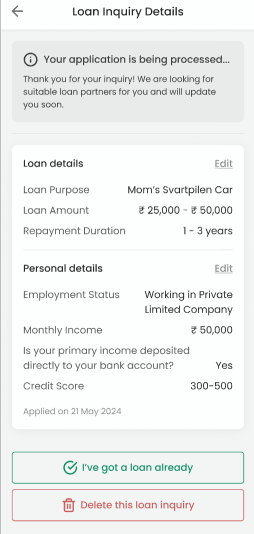 Loan Inquiry Details
Your application is being processed...
Thank you for your inquiry! We are looking for
suitable loan partners for you and will update
you soon.
Loan details Edit
Loan Purpose Mom's Svartpilen Car
Loan Amount ₹ 25,000 - ₹ 50,000
Repayment Duration 1 - 3 years
Personal details Edit
Employment Status Working in Private
Limited Company
Monthly Income ₹ 50,000
Is your primary income deposited
directly to your bank account? Yes
Credit Score 300-500
Applied on 21 May 2024
I've got a loan already
Delete this loan inquiry